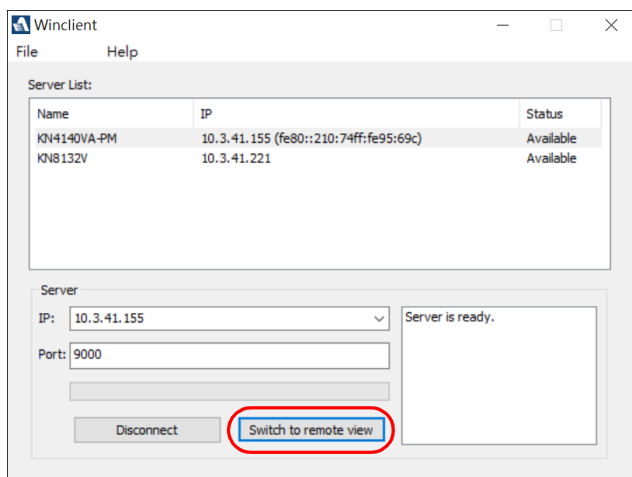 Winclient
File Help
Server List:
Name IP Status
KN4140VA-PM 10.3.41.155 (fe80::210:74ff:fe95:69c) Available
KN8132V 10.3.41.221 Available
Server
IP: 10.3.41.155 Server is ready.
Port: 9000
Disconnect Switch to remote view